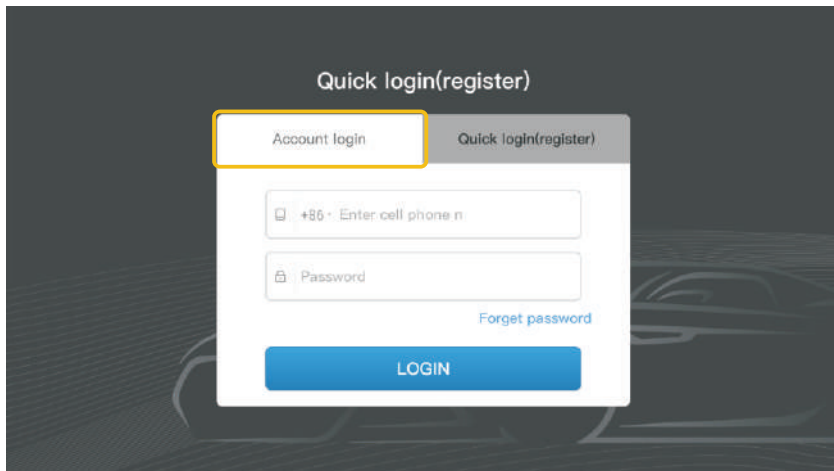 Quick login(register)
Account login Quick login(register)
+86 · Enter cell phone n
Password
Forget password
LOGIN